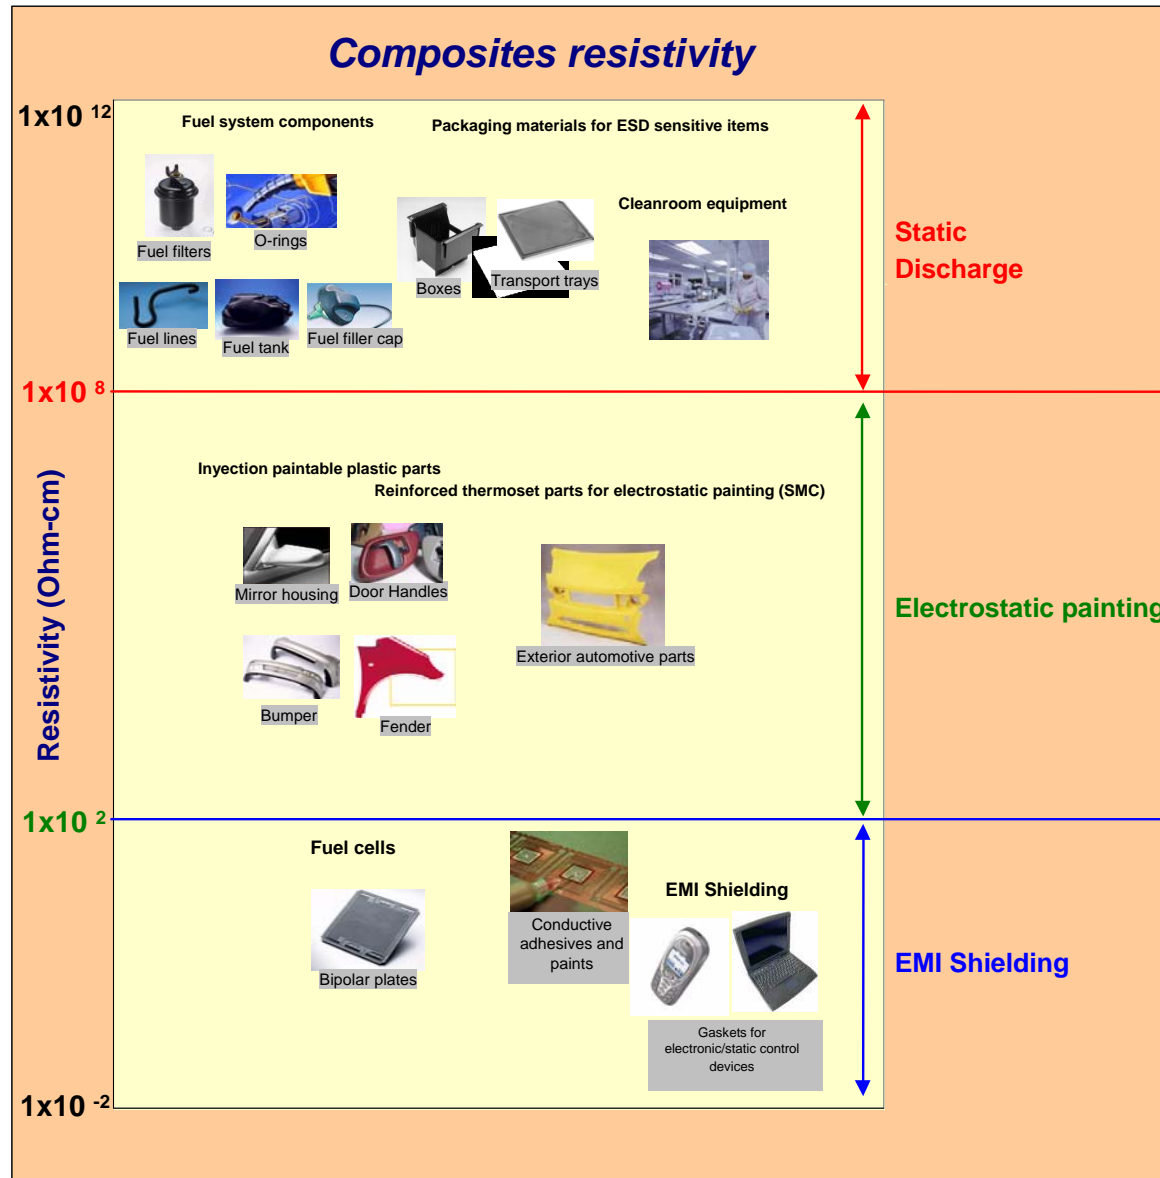 Composites resistivity
1x10 12
Fuel system components
Packaging materials for ESD sensitive items
Cleanroom equipment
Fuel filters
O-rings
Boxes
Transport trays
Fuel lines
Fuel tank
Fuel filler cap
Static
Discharge
1x10 8
Resistivity (Ohm-cm)
Inyection paintable plastic parts
Reinforced thermoset parts for electrostatic painting (SMC)
Mirror housing
Door Handles
Exterior automotive parts
Bumper
Fender
Electrostatic painting
1x10 2
Fuel cells
EMI Shielding
Bipolar plates
Conductive
adhesives and
paints
Gaskets for
electronic/static control
devices
EMI Shielding
1x10 -2